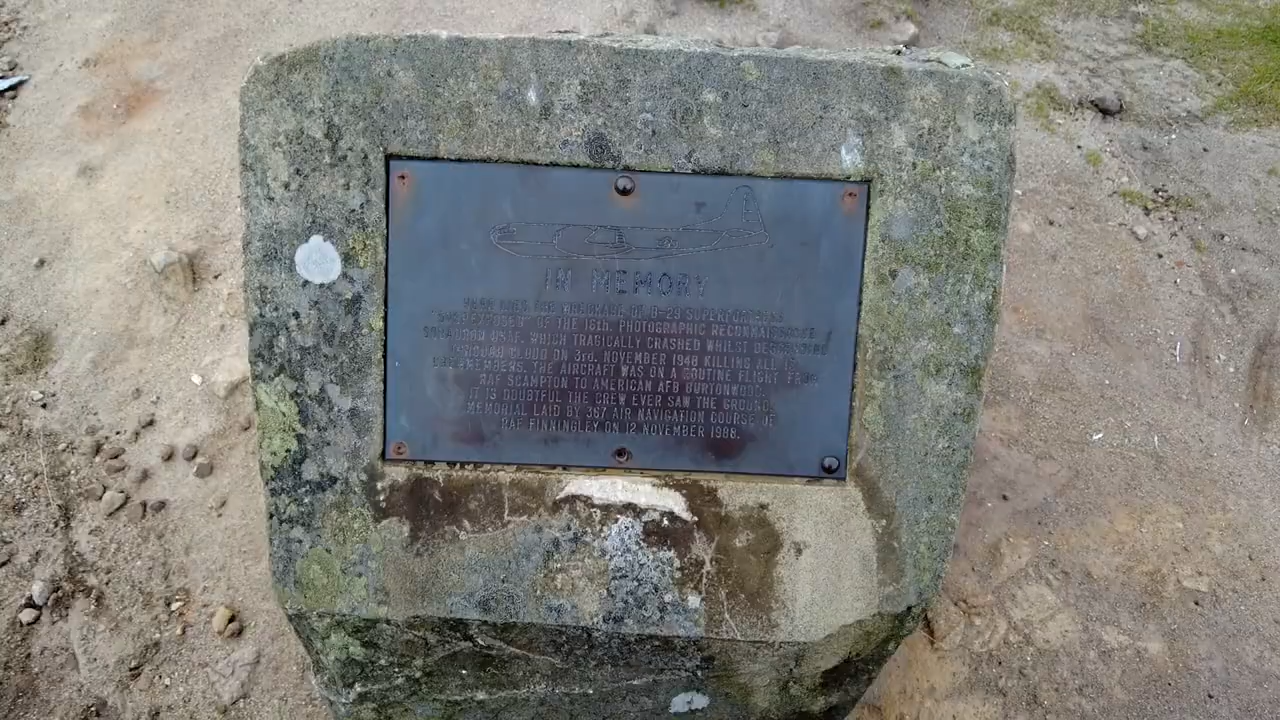 IN MEMORY
HERE LIES THE WRECKAGE OF B-29 SUPERFORTRESS
"OVER EXPOSED" OF THE 16th. PHOTOGRAPHIC RECONNAISSANCE
SQUADRON USAF. WHICH TRAGICALLY CRASHED WHILST DESCENDING
THROUGH CLOUD ON 3rd. NOVEMBER 1948 KILLING ALL 13
CREWMEMBERS. THE AIRCRAFT WAS ON A ROUTINE FLIGHT FROM
RAF SCAMPTON TO AMERICAN AFB BURTONWOOD.
IT IS DOUBTFUL THE CREW EVER SAW THE GROUND.
MEMORIAL LAID BY 367 AIR NAVIGATION COURSE OF
RAF FINNINGLEY ON 12 NOVEMBER 1988.